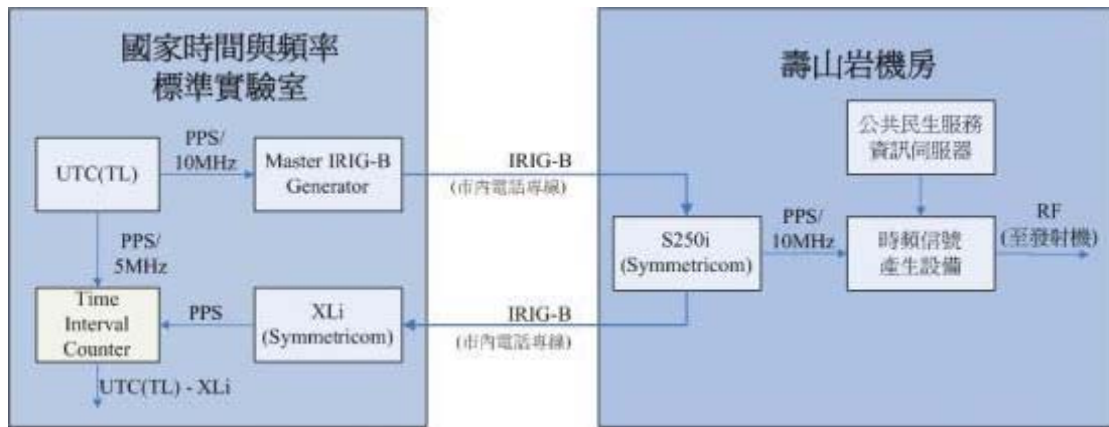 國家時間與頻率
標準實驗室
UTC(TL)
PPS/
10MHz
Master IRIG-B
Generator
PPS/
5MHz
Time
Interval
Counter
PPS
XLi
(Symmetricom)
UTC(TL) - XLi
IRIG-B
(市內電話專線)
IRIG-B
(市內電話專線)
壽山岩機房
公共民生服務
資訊伺服器
S250i
(Symmetricom)
PPS/
10MHz
時頻信號
產生設備
RF
(至發射機)